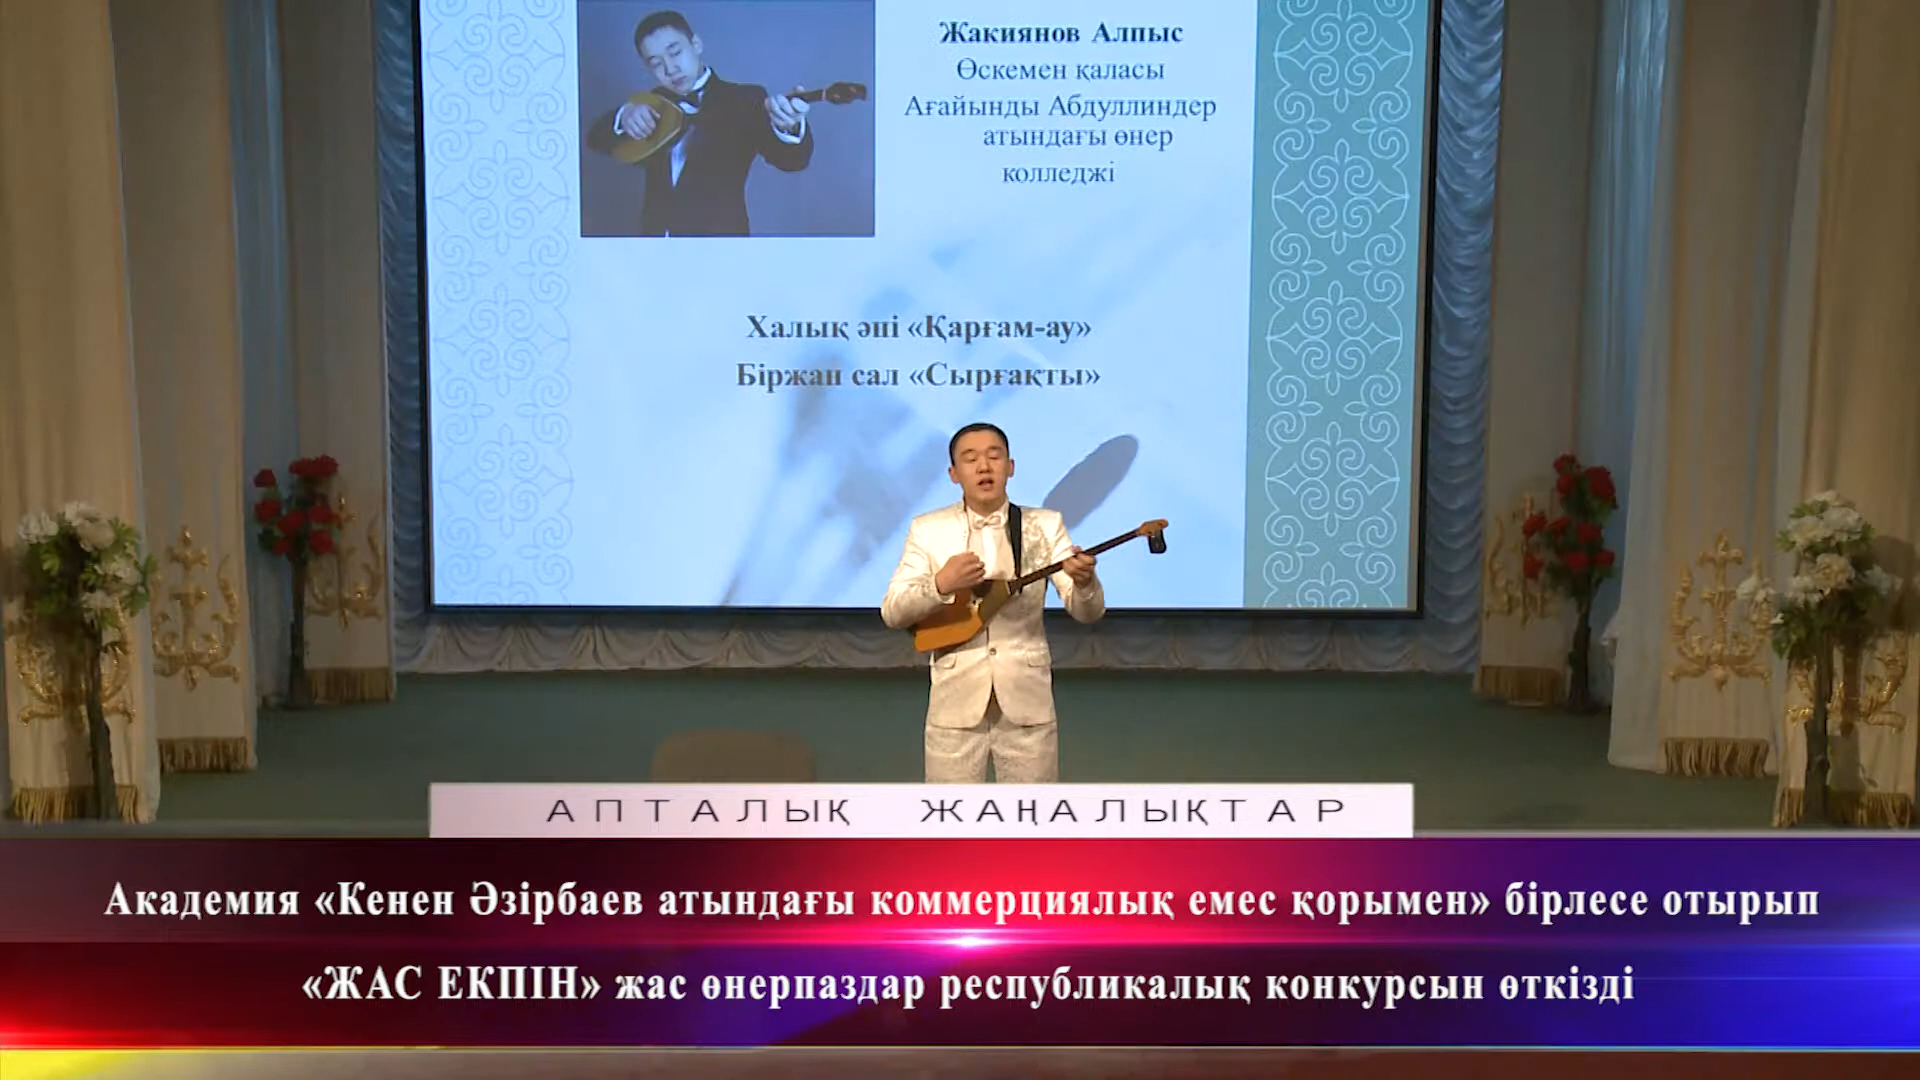 Жакиянов Алпыс
Өскемен қаласы
Ағайынды Абдуллиндер
атындағы өнер
колледжі
Халық әні «Қарғам-ау»
Біржан сал «Сырғақты»
АПТАЛЫҚ ЖАҢАЛЫҚТАР
Академия «Кенен Әзірбаев атындағы коммерциялық емес қорымен» бірлесе отырып
«ЖАС ЕКПІН» жас өнерпаздар республикалық конкурсын өткізді